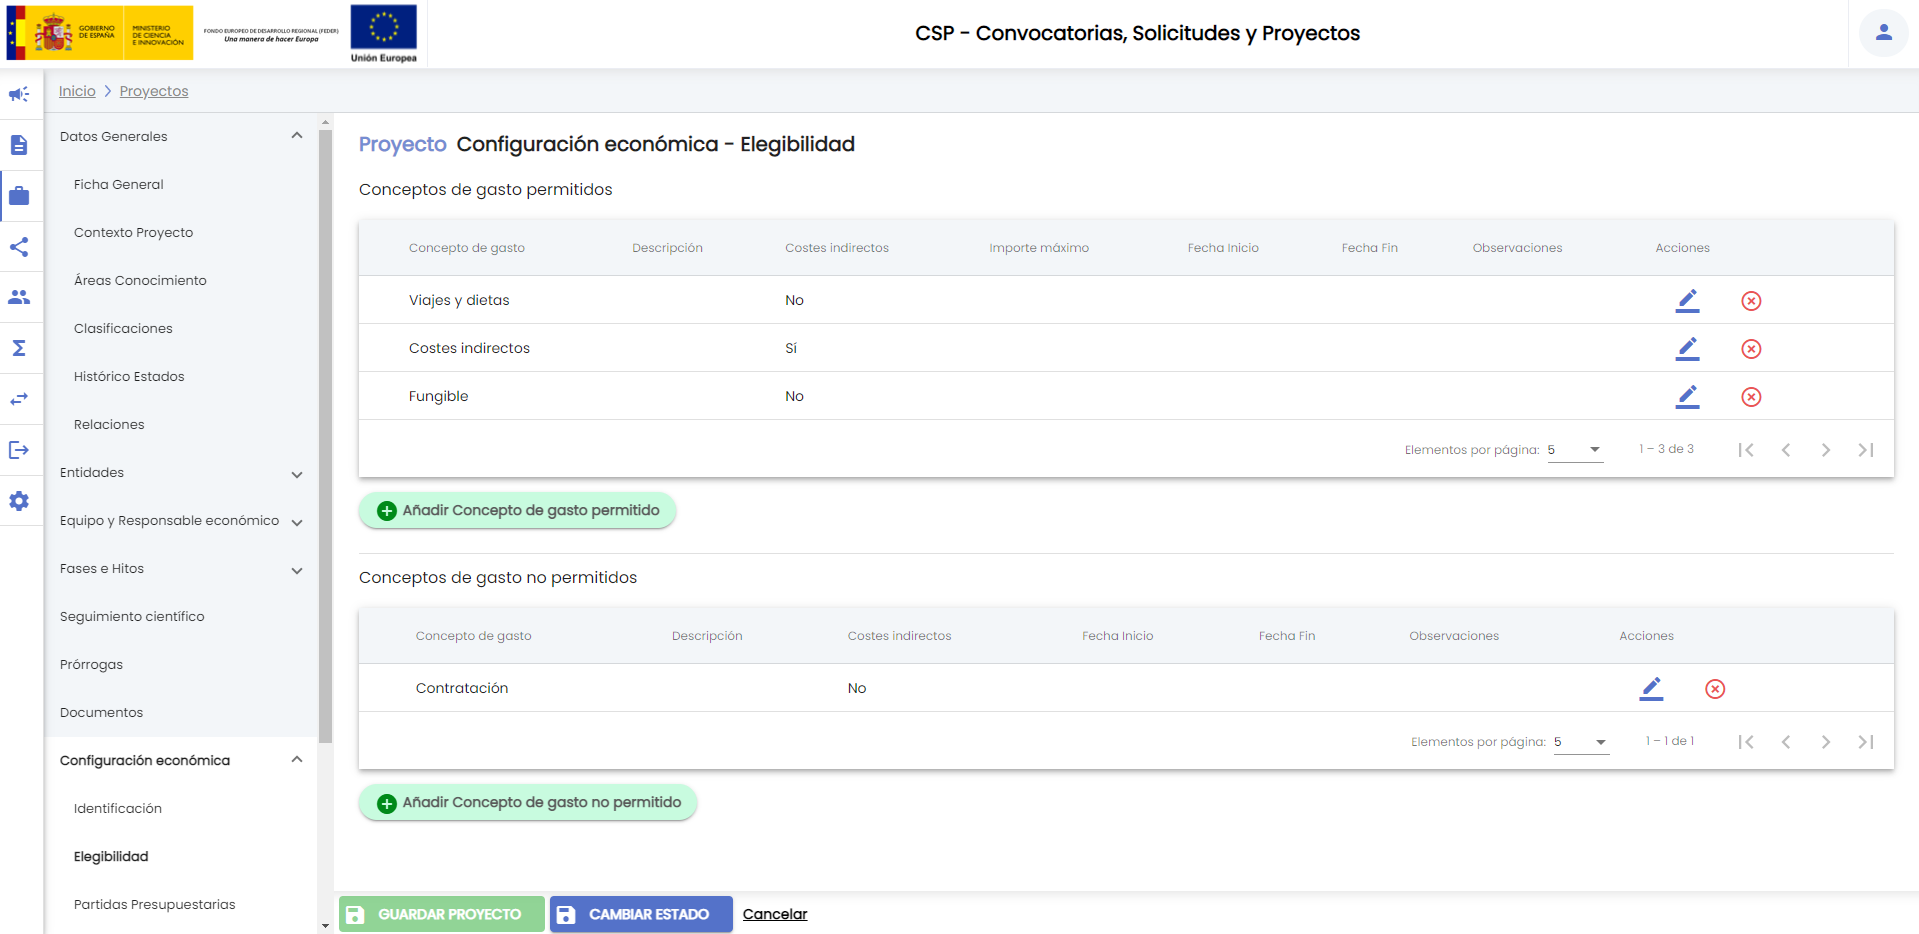 GOBIERNO
DE ESPAÑA
MINISTERIO
DE CIENCIA
E INNOVACIÓN
FONDO EUROPEO DE DESARROLLO REGIONAL (FEDER)
Una manera de hacer Europa
Unión Europea
CSP - Convocatorias, Solicitudes y Proyectos
Inicio > Proyectos
Datos Generales
Ficha General
Contexto Proyecto
Áreas Conocimiento
Clasificaciones
Histórico Estados
Relaciones
Entidades
Equipo y Responsable económico
Fases e Hitos
Seguimiento científico
Prórrogas
Documentos
Configuración económica
Identificación
Elegibilidad
Partidas Presupuestarias
Proyecto Configuración económica - Elegibilidad
Conceptos de gasto permitidos
Concepto de gasto Descripción Costes indirectos Importe máximo Fecha Inicio Fecha Fin Observaciones Acciones
Viajes y dietas No
Costes indirectos Sí
Fungible No
Elementos por página: 5 1 – 3 de 3
Añadir Concepto de gasto permitido
Conceptos de gasto no permitidos
Concepto de gasto Descripción Costes indirectos Fecha Inicio Fecha Fin Observaciones Acciones
Contratación No
Elementos por página: 5 1 – 1 de 1
Añadir Concepto de gasto no permitido
GUARDAR PROYECTO CAMBIAR ESTADO Cancelar